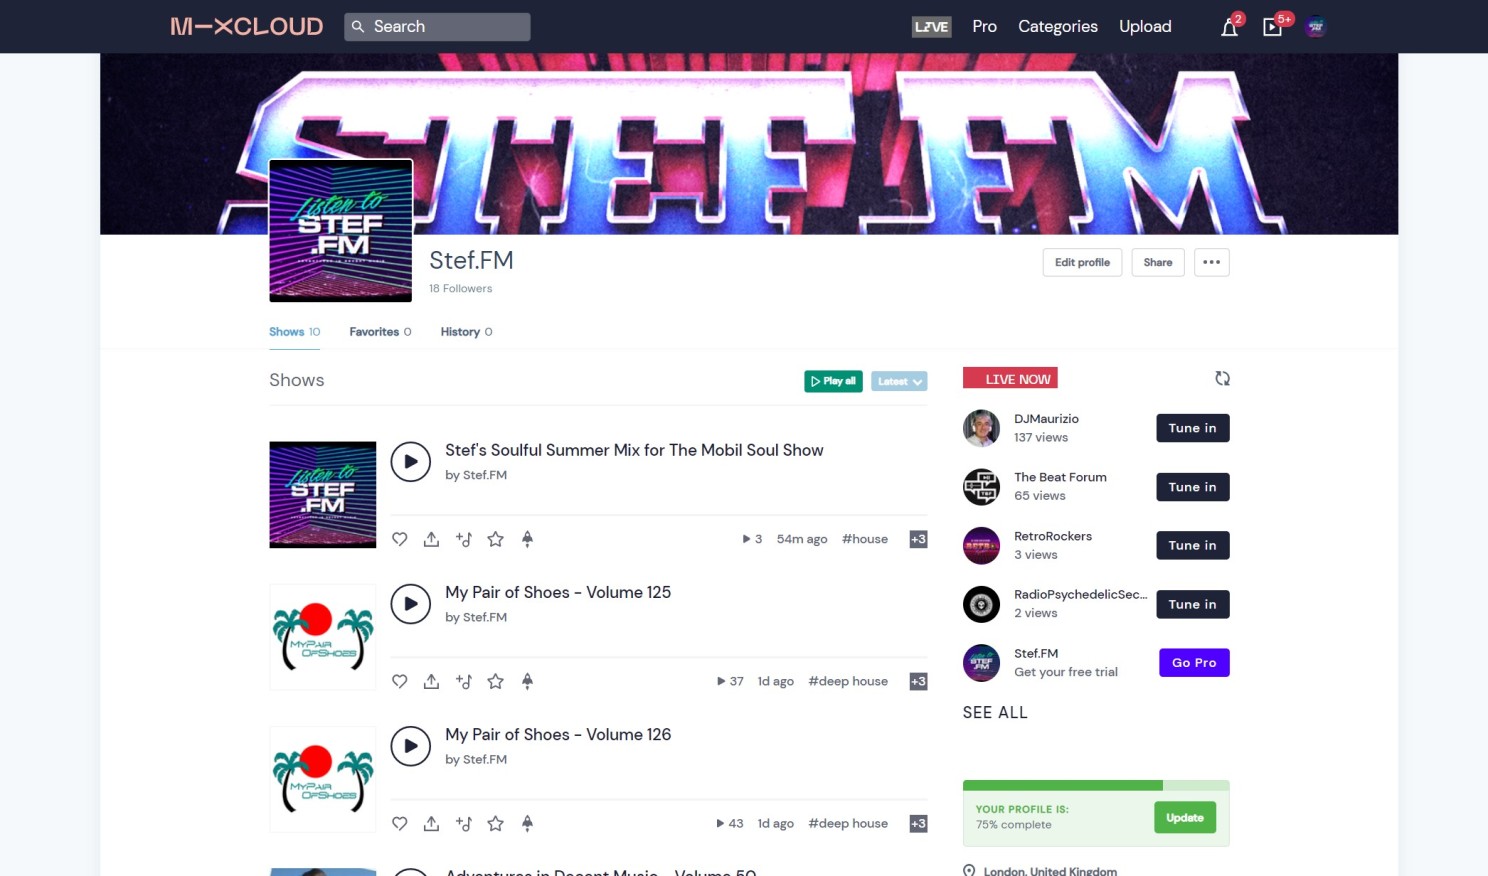 M-XCLOUD
Search
LIVE
Pro
Categories
Upload
2
5+
STEF.FM
Listen to
STEF
.FM
Stef.FM
18 Followers
Edit profile
Share
Shows 10
Favorites 0
History 0
Shows
Play all
Latest
Listen to
STEF
.FM
Stef's Soulful Summer Mix for The Mobil Soul Show
by Stef.FM
3
54m ago
#house
+3
MYPAIR
OFSHOES
My Pair of Shoes - Volume 125
by Stef.FM
37
1d ago
#deep house
+3
MYPAIR
OFSHOES
My Pair of Shoes - Volume 126
by Stef.FM
43
1d ago
#deep house
+3
Adventures in Decent Music - Volume 50
LIVE NOW
DJMaurizio
137 views
Tune in
The Beat Forum
65 views
Tune in
RetroRockers
3 views
Tune in
RadioPsychedelicSec...
2 views
Tune in
Stef.FM
Get your free trial
Go Pro
SEE ALL
YOUR PROFILE IS:
75% complete
Update
London, United Kingdom